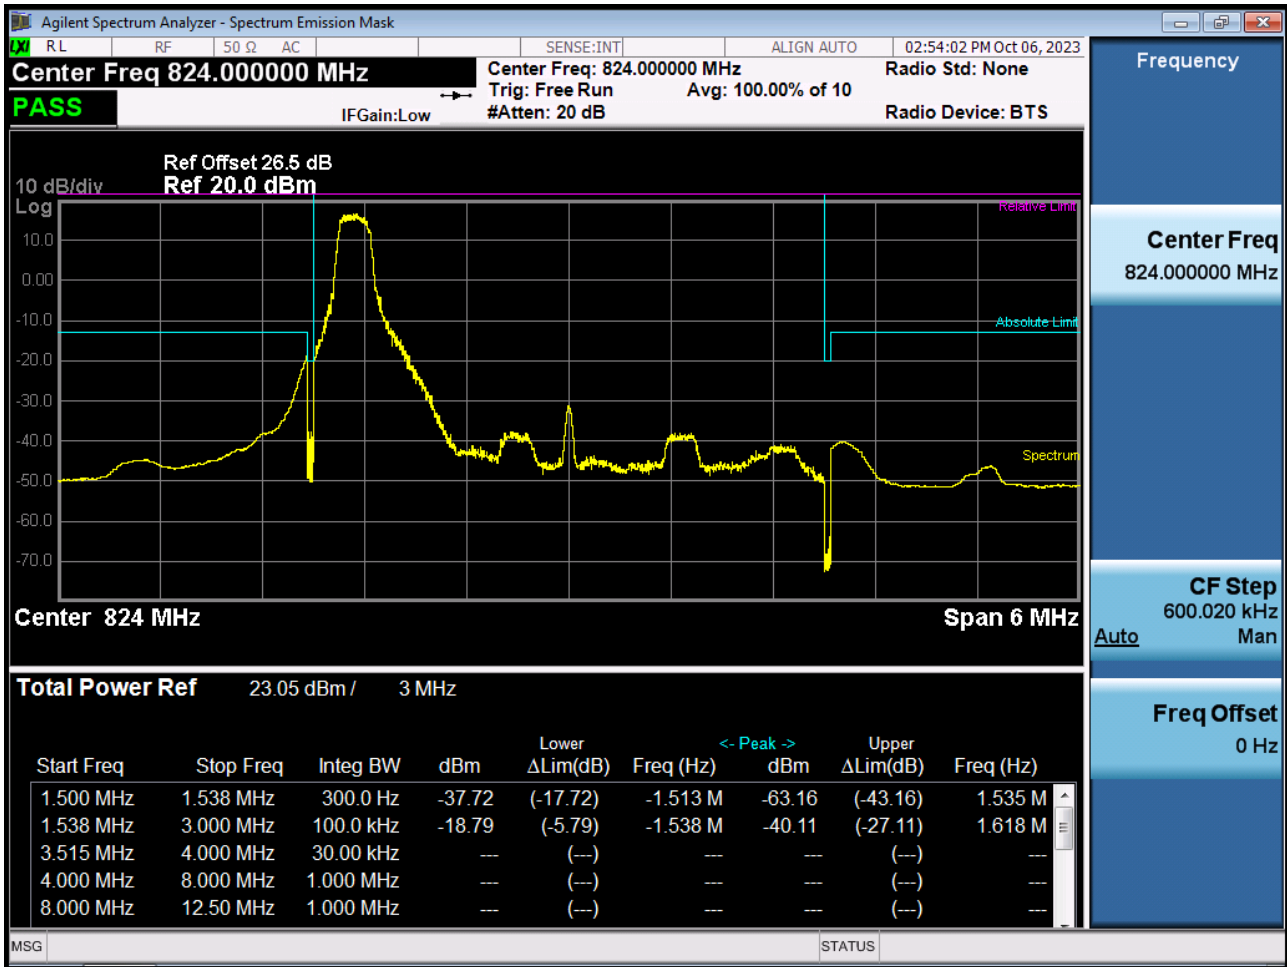 Agilent Spectrum Analyzer - Spectrum Emission Mask
LXI RL RF 50 Ω AC SENSE:INT ALIGN AUTO 02:54:02 PM Oct 06, 2023
Center Freq 824.000000 MHz
PASS
IFGain:Low
Center Freq: 824.000000 MHz
Trig: Free Run Avg: 100.00% of 10
#Atten: 20 dB
Radio Std: None
Radio Device: BTS
Ref Offset 26.5 dB
10 dB/div Ref 20.0 dBm
Log
Relative Limit
10.0
0.00
-10.0
Absolute Limit
-20.0
-30.0
-40.0
Spectrum
-50.0
-60.0
-70.0
Center 824 MHz Span 6 MHz
Total Power Ref 23.05 dBm / 3 MHz
Lower <- Peak -> Upper
Start Freq Stop Freq Integ BW dBm ΔLim(dB) Freq (Hz) dBm ΔLim(dB) Freq (Hz)
1.500 MHz 1.538 MHz 300.0 Hz -37.72 (-17.72) -1.513 M -63.16 (-43.16) 1.535 M
1.538 MHz 3.000 MHz 100.0 kHz -18.79 (-5.79) -1.538 M -40.11 (-27.11) 1.618 M
3.515 MHz 4.000 MHz 30.00 kHz --- (---) --- --- (---) ---
4.000 MHz 8.000 MHz 1.000 MHz --- (---) --- --- (---) ---
8.000 MHz 12.50 MHz 1.000 MHz --- (---) --- --- (---) ---
MSG STATUS
Frequency
Center Freq
824.000000 MHz
CF Step
600.020 kHz
Auto Man
Freq Offset
0 Hz